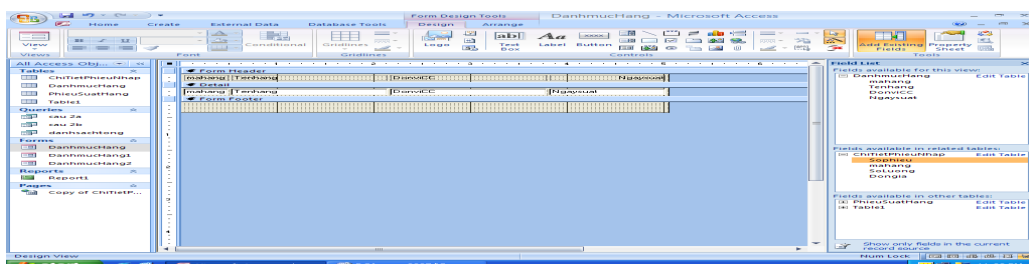 Form Design Tools DanhmucHang - Microsoft Access
Home Create External Data Database Tools Design Arrange
View Conditional Gridlines Logo ab| Text Box Aa Label Button Add Existing Fields Property Sheet
Views Font Gridlines Controls Tools
All Access Obj...
Tables
ChiTietPhieuNhap
DanhmucHang
PhieuSuatHang
Table1
Queries
cau 2a
cau 2b
danhsachtong
Forms
DanhmucHang
DanhmucHang1
DanhmucHang2
Reports
Report1
Pages
Copy of ChiTietP...
Form Header
mahang Tenhang DonviCC Ngaysuat
Detail
mahang Tenhang DonviCC Ngaysuat
Form Footer
Field List
Fields available for this view:
DanhmucHang Edit Table
mahang
Tenhang
DonviCC
Ngaysuat
Fields available in related tables:
ChiTietPhieuNhap Edit Table
Sophieu
mahang
SoLuong
Dongia
Fields available in other tables:
PhieuSuatHang Edit Table
Table1 Edit Table
Show only fields in the current record source
Design View Num Lock